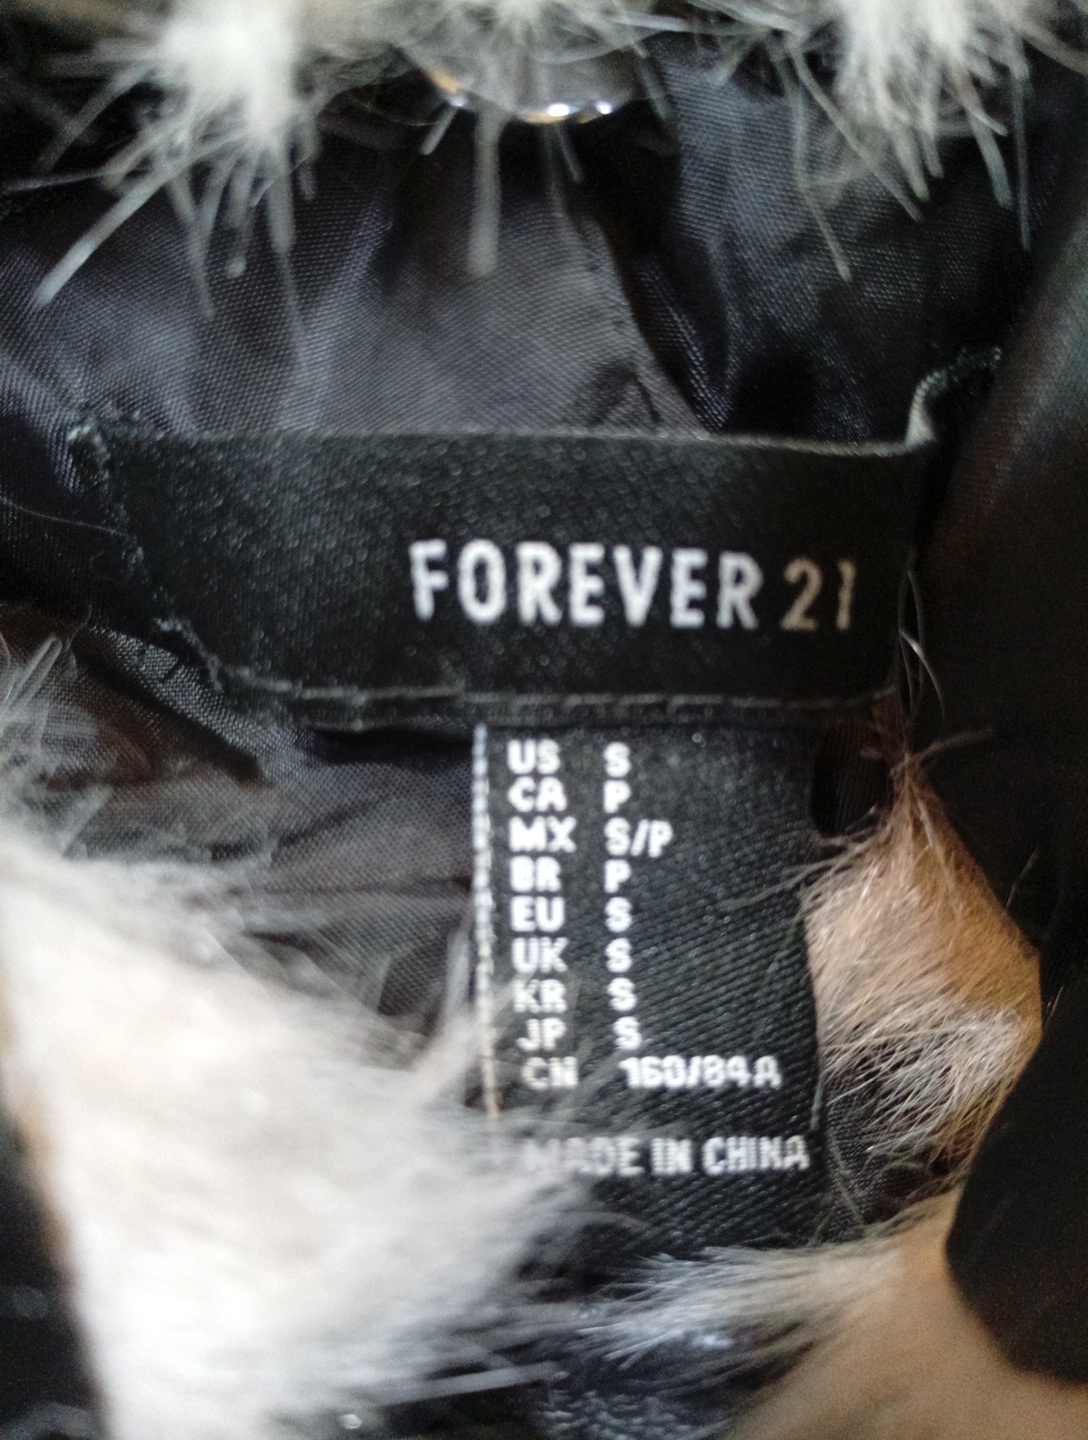 FOREVER 21
US S
CA P
MX S/P
BR P
EU S
UK S
KR S
JP S
CN 160/84A
MADE IN CHINA